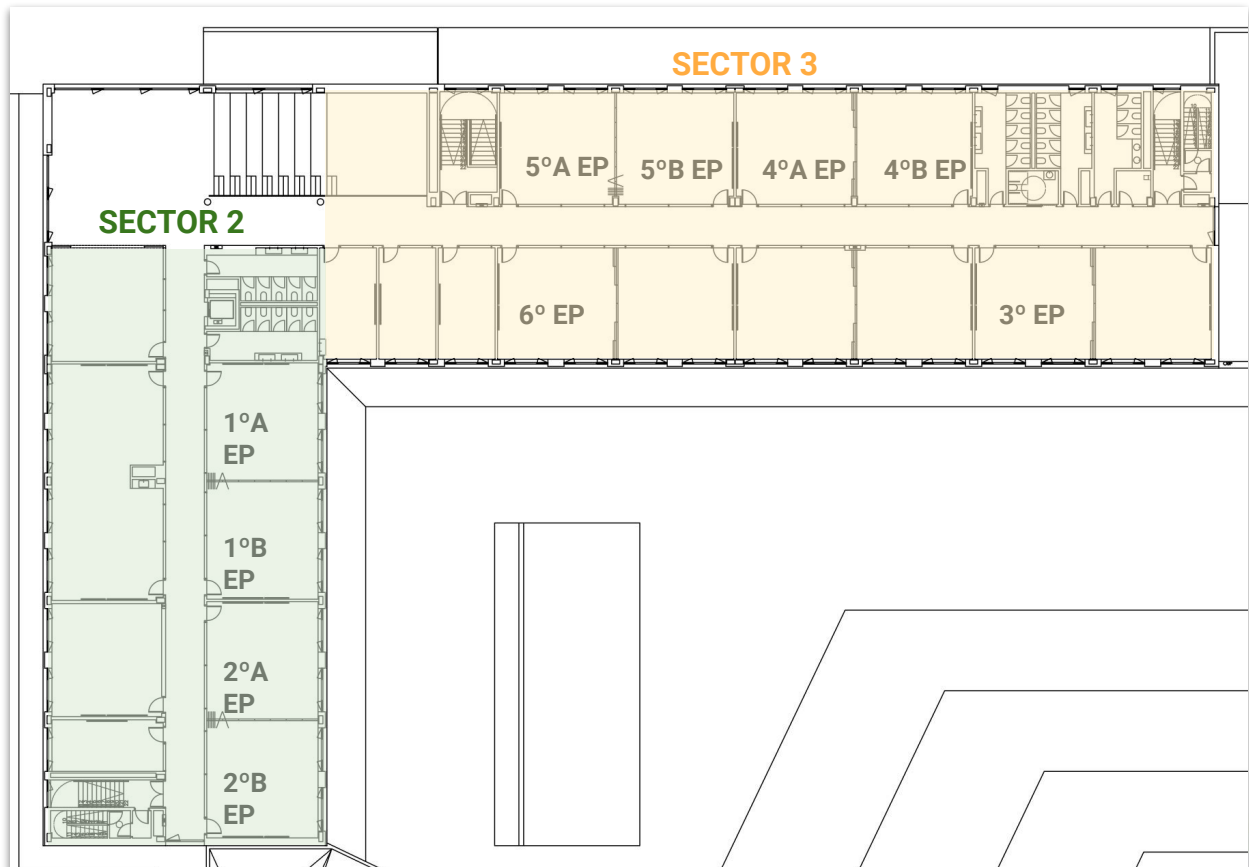 SECTOR 3
5ºA EP
5ºB EP
4ºA EP
4ºB EP
SECTOR 2
6º EP
3º EP
1ºA
EP
1ºB
EP
2ºA
EP
2ºB
EP